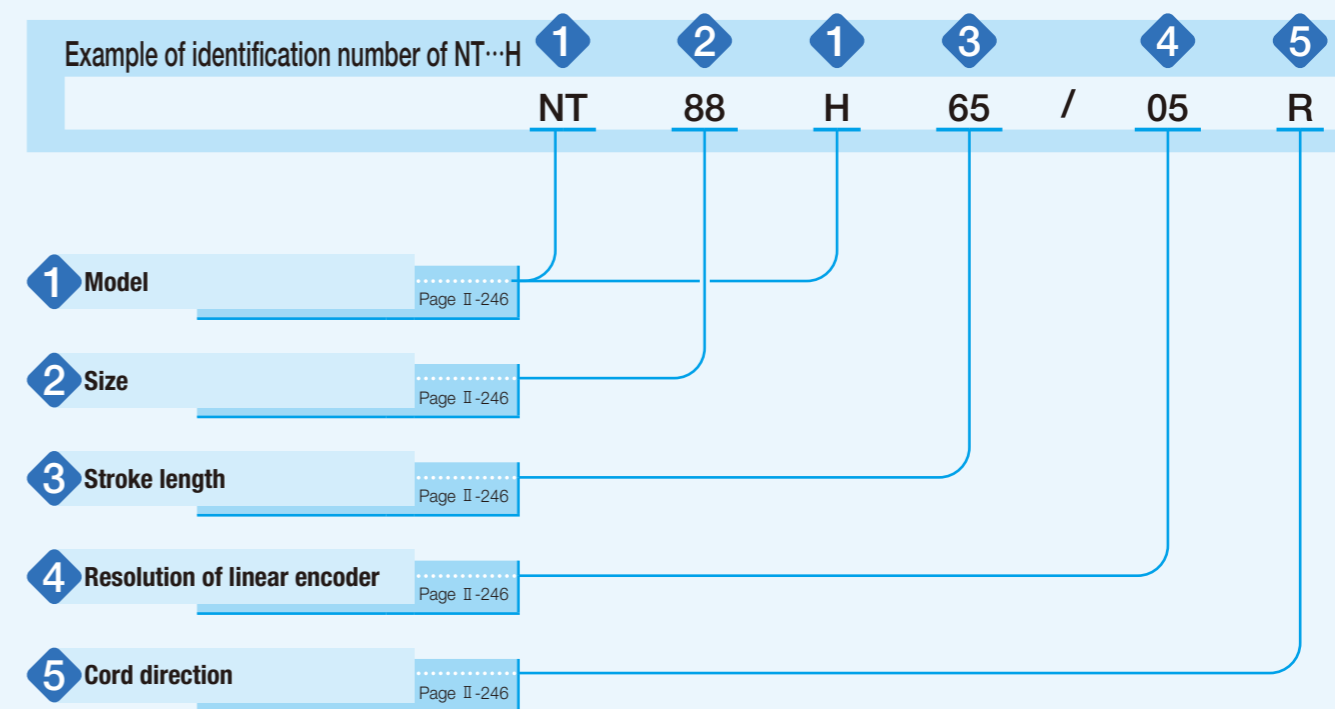 Example of identification number of NT…H 1 2 1 3 4 5
NT 88 H 65 / 05 R
1 Model
Page Ⅱ-246
2 Size
Page Ⅱ-246
3 Stroke length
Page Ⅱ-246
4 Resolution of linear encoder
Page Ⅱ-246
5 Cord direction
Page Ⅱ-246